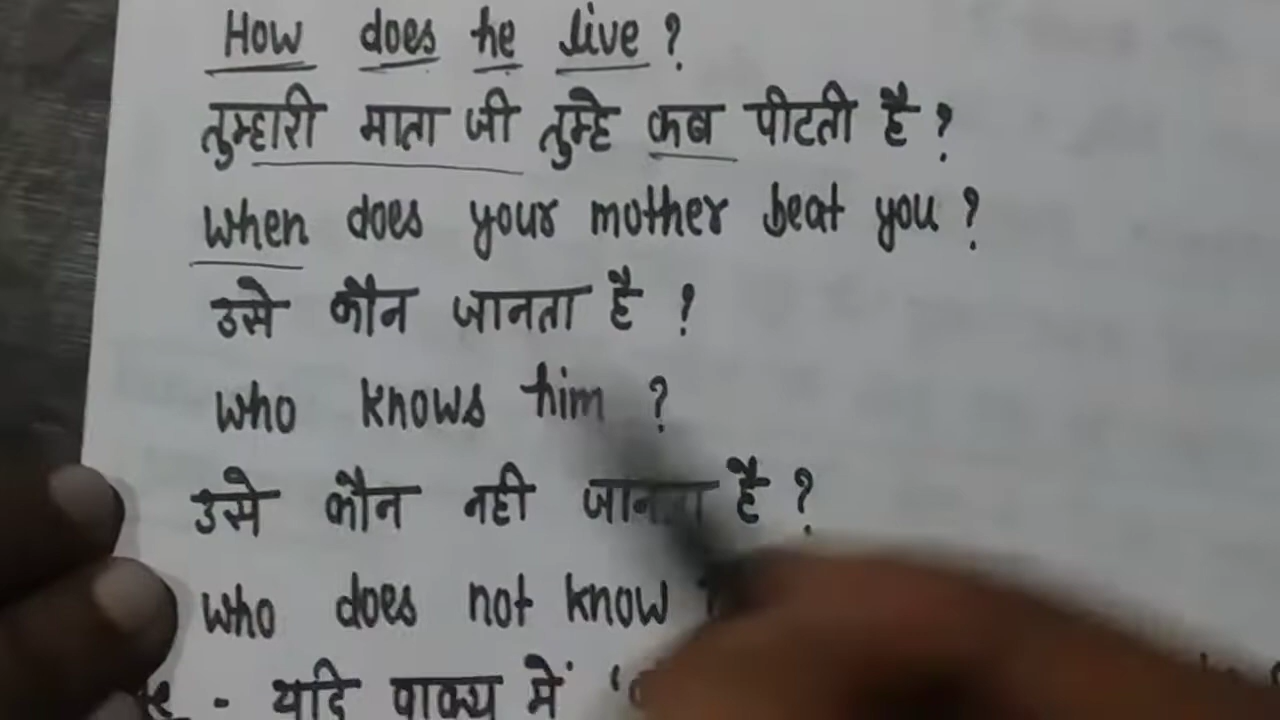 How does he live ?
तुम्हारी माता जी तुम्हे कब पीटती है ?
When does your mother beat you ?
उसे कौन जानता है ?
who knows him ?
उसे कौन नही जानता है ?
who does not know
- यदि वाक्य में